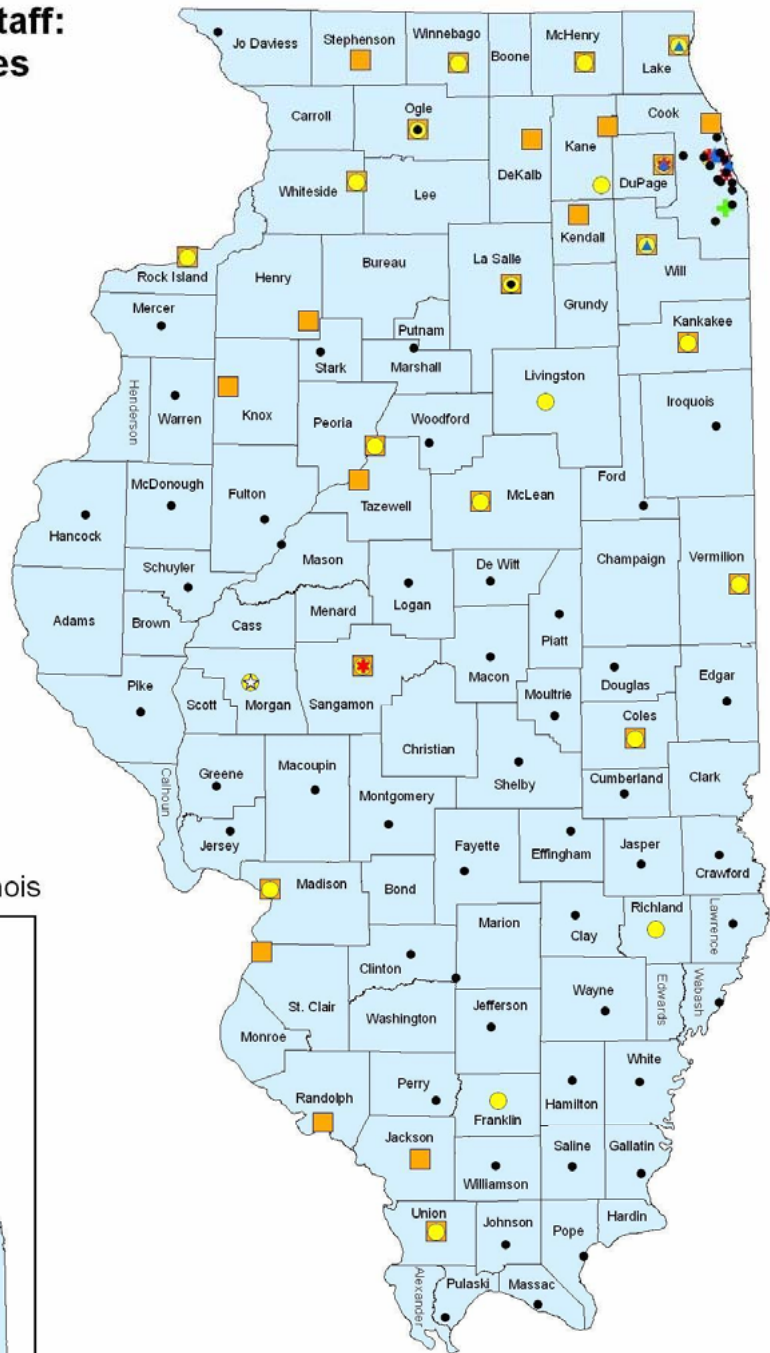 taff:
es
Jo Daviess
Stephenson
Winnebago
Boone
McHenry
Lake
Carroll
Ogle
DeKalb
Kane
Cook
DuPage
Whiteside
Lee
Kendall
Rock Island
Henry
Bureau
La Salle
Grundy
Will
Mercer
Putnam
Kankakee
Stark
Marshall
Henderson
Warren
Knox
Peoria
Woodford
Livingston
Iroquois
McDonough
Fulton
Tazewell
McLean
Ford
Hancock
Schuyler
Mason
De Witt
Champaign
Vermilion
Adams
Brown
Cass
Menard
Logan
Piatt
Pike
Scott
Morgan
Sangamon
Macon
Moultrie
Douglas
Edgar
Coles
Christian
Calhoun
Greene
Macoupin
Montgomery
Shelby
Cumberland
Clark
Jersey
Fayette
Effingham
Jasper
Crawford
nois
Madison
Bond
Marion
Clay
Richland
Lawrence
Clinton
St. Clair
Washington
Jefferson
Wayne
Edwards
Wabash
Monroe
Randolph
Perry
Franklin
Hamilton
White
Jackson
Williamson
Saline
Gallatin
Union
Johnson
Pope
Hardin
Alexander
Pulaski
Massac